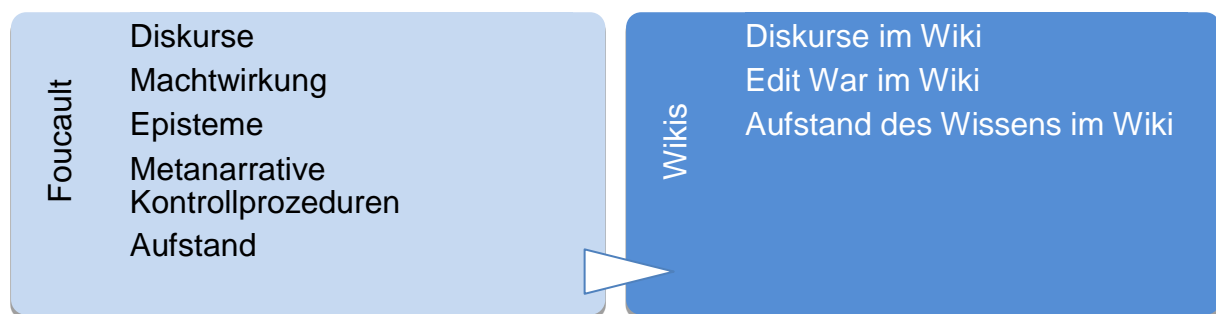 Foucault
Diskurse
Machtwirkung
Episteme
Metanarrative
Kontrollprozeduren
Aufstand
Wikis
Diskurse im Wiki
Edit War im Wiki
Aufstand des Wissens im Wiki